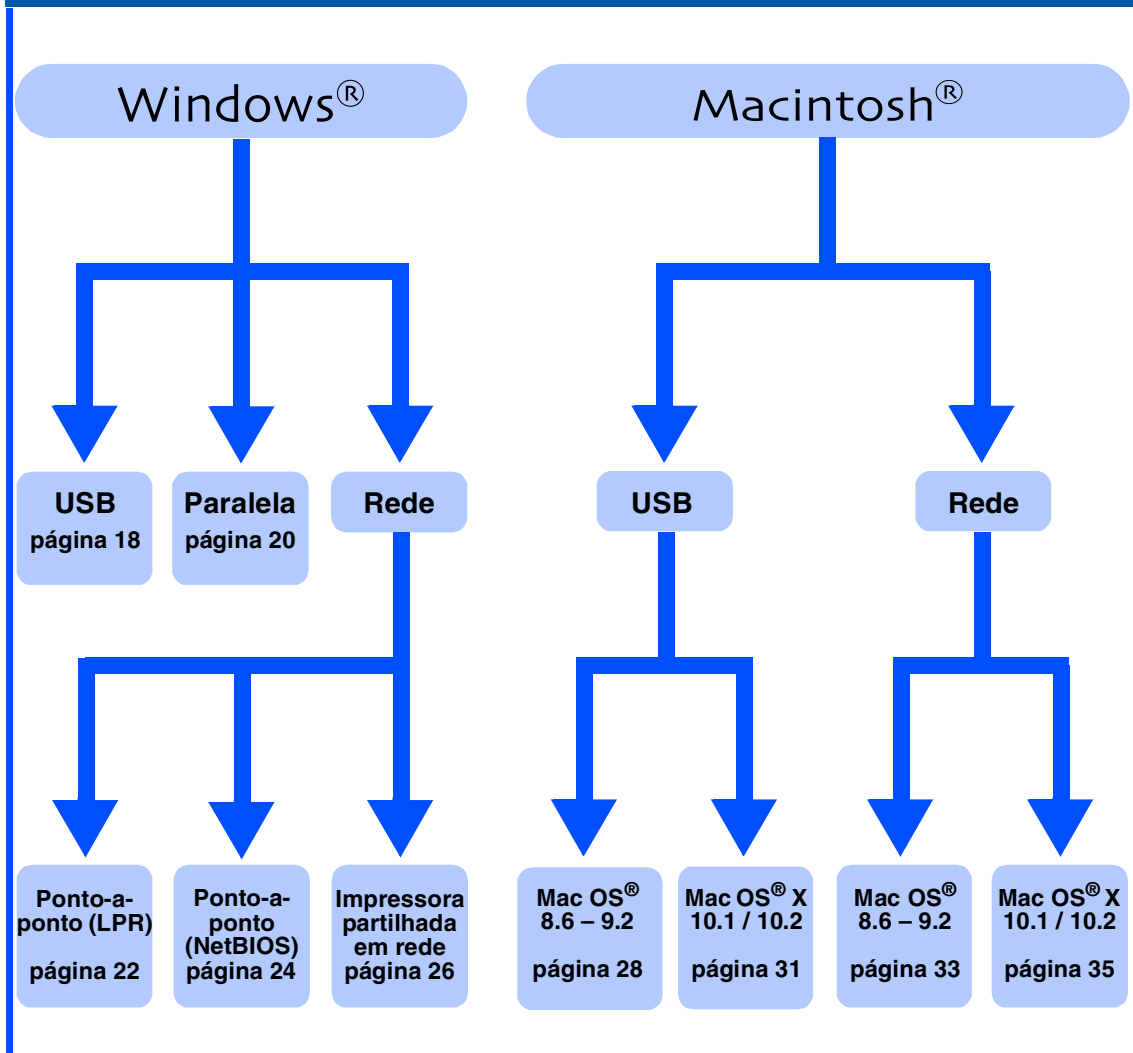 Windows®
Macintosh®
USB
página 18
Paralela
página 20
Rede
USB
Rede
Ponto-a-
ponto (LPR)
página 22
Ponto-a-
ponto
(NetBIOS)
página 24
Impressora
partilhada
em rede
página 26
Mac OS®
8.6 – 9.2
página 28
Mac OS® X
10.1 / 10.2
página 31
Mac OS®
8.6 – 9.2
página 33
Mac OS® X
10.1 / 10.2
página 35